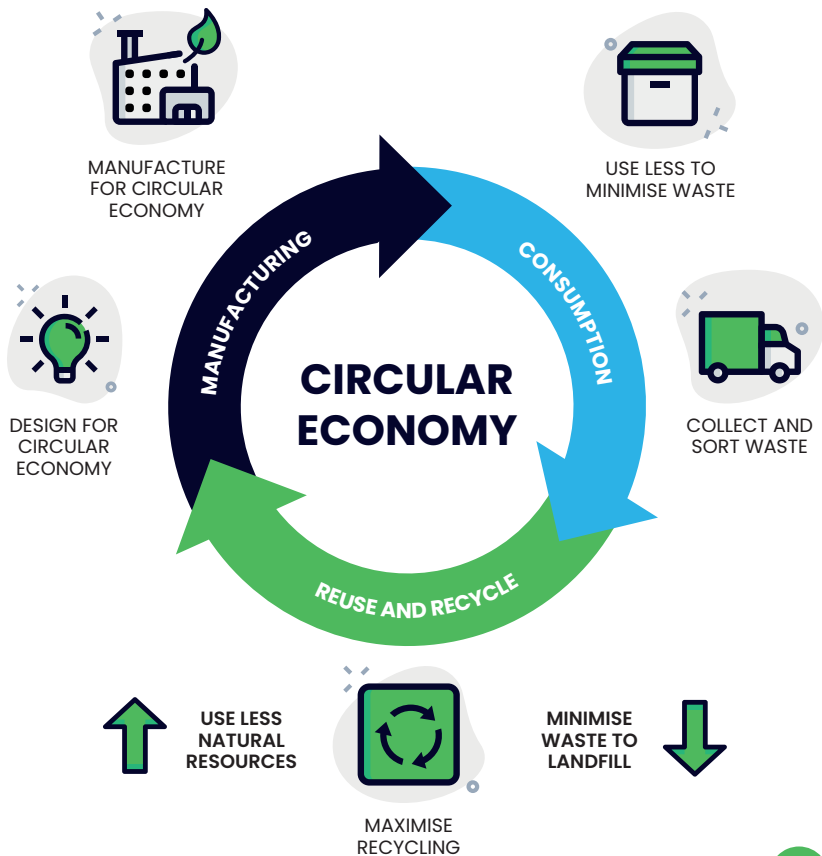 MANUFACTURE
FOR CIRCULAR
ECONOMY
USE LESS TO
MINIMISE WASTE
MANUFACTURING
CONSUMPTION
CIRCULAR
ECONOMY
DESIGN FOR
CIRCULAR
ECONOMY
COLLECT AND
SORT WASTE
REUSE AND RECYCLE
USE LESS
NATURAL
RESOURCES
MINIMISE
WASTE TO
LANDFILL
MAXIMISE
RECYCLING